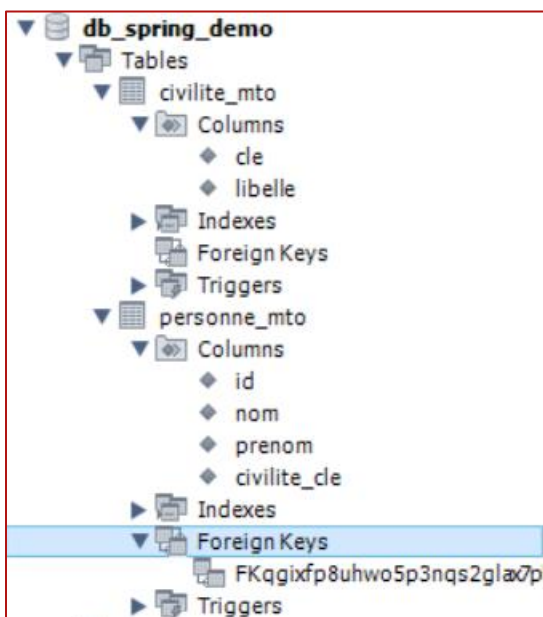 db_spring_demo
Tables
civilite_mto
Columns
cle
libelle
Indexes
Foreign Keys
Triggers
personne_mto
Columns
id
nom
prenom
civilite_cle
Indexes
Foreign Keys
FKqgixfp8uhwo5p3nqs2glax7p
Triggers